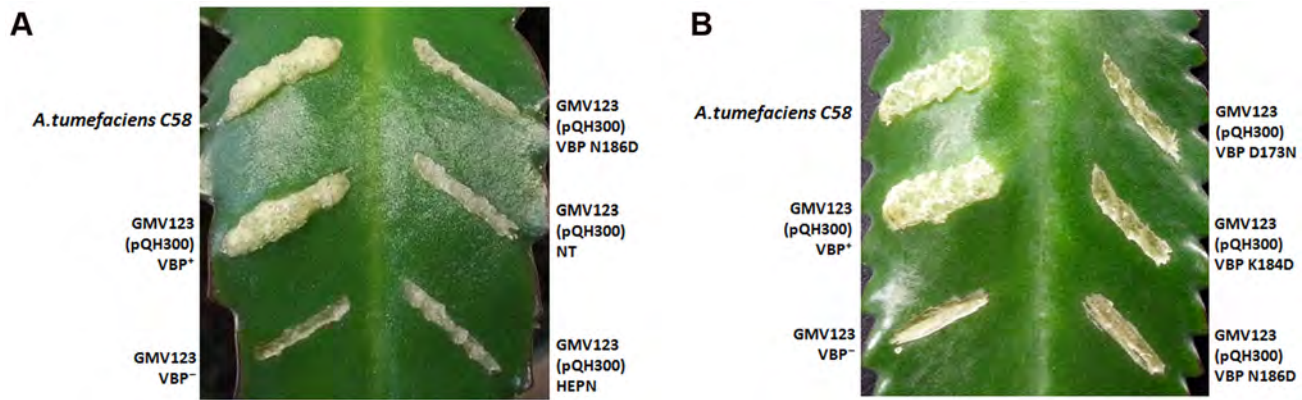 A
A.tumefaciens C58
GMV123
(pQH300)
VBP⁺
GMV123
VBP⁻
GMV123
(pQH300)
VBP N186D
GMV123
(pQH300)
NT
GMV123
(pQH300)
HEPN
B
A.tumefaciens C58
GMV123
(pQH300)
VBP⁺
GMV123
VBP⁻
GMV123
(pQH300)
VBP D173N
GMV123
(pQH300)
VBP K184D
GMV123
(pQH300)
VBP N186D